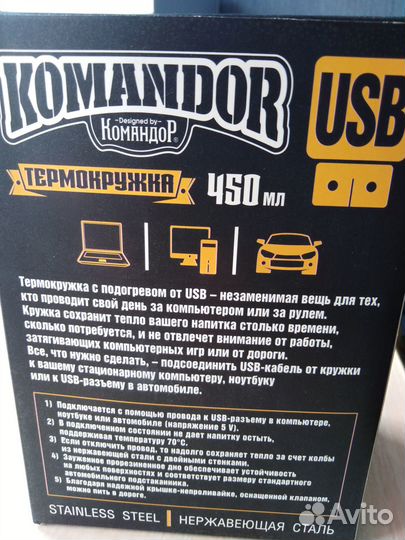 KOMANDOR
Designed by
КОМАНДОР®
USB
ТЕРМОКРУЖКА
450 мл
Термокружка с подогревом от USB – незаменимая вещь для тех,
кто проводит свой день за компьютером или за рулем.
Кружка сохранит тепло вашего напитка столько времени,
сколько потребуется, и не отвлечет внимание от работы,
затягивающих компьютерных игр или от дороги.
Все, что нужно сделать, – подсоединить USB-кабель от кружки
к вашему стационарному компьютеру, ноутбуку
или к USB-разъему в автомобиле.
1) Подключается с помощью провода к USB-разъему в компьютере,
ноутбуке или автомобиле (напряжение 5 V).
2) В подключенном состоянии не дает напитку остыть,
поддерживая температуру 70°С.
3) Если отключить провод, то надолго сохраняет тепло за счет колбы
из нержавеющей стали с двойными стенками.
4) Зауженное прорезиненное дно обеспечивает устойчивость
на любых поверхностях и соответствует размеру стандартного
автомобильного подстаканника.
5) Благодаря надежной крышке-непроливайке, оснащенной клапаном,
можно пить в дороге.
STAINLESS STEEL | НЕРЖАВЕЮЩАЯ СТАЛЬ
Avito